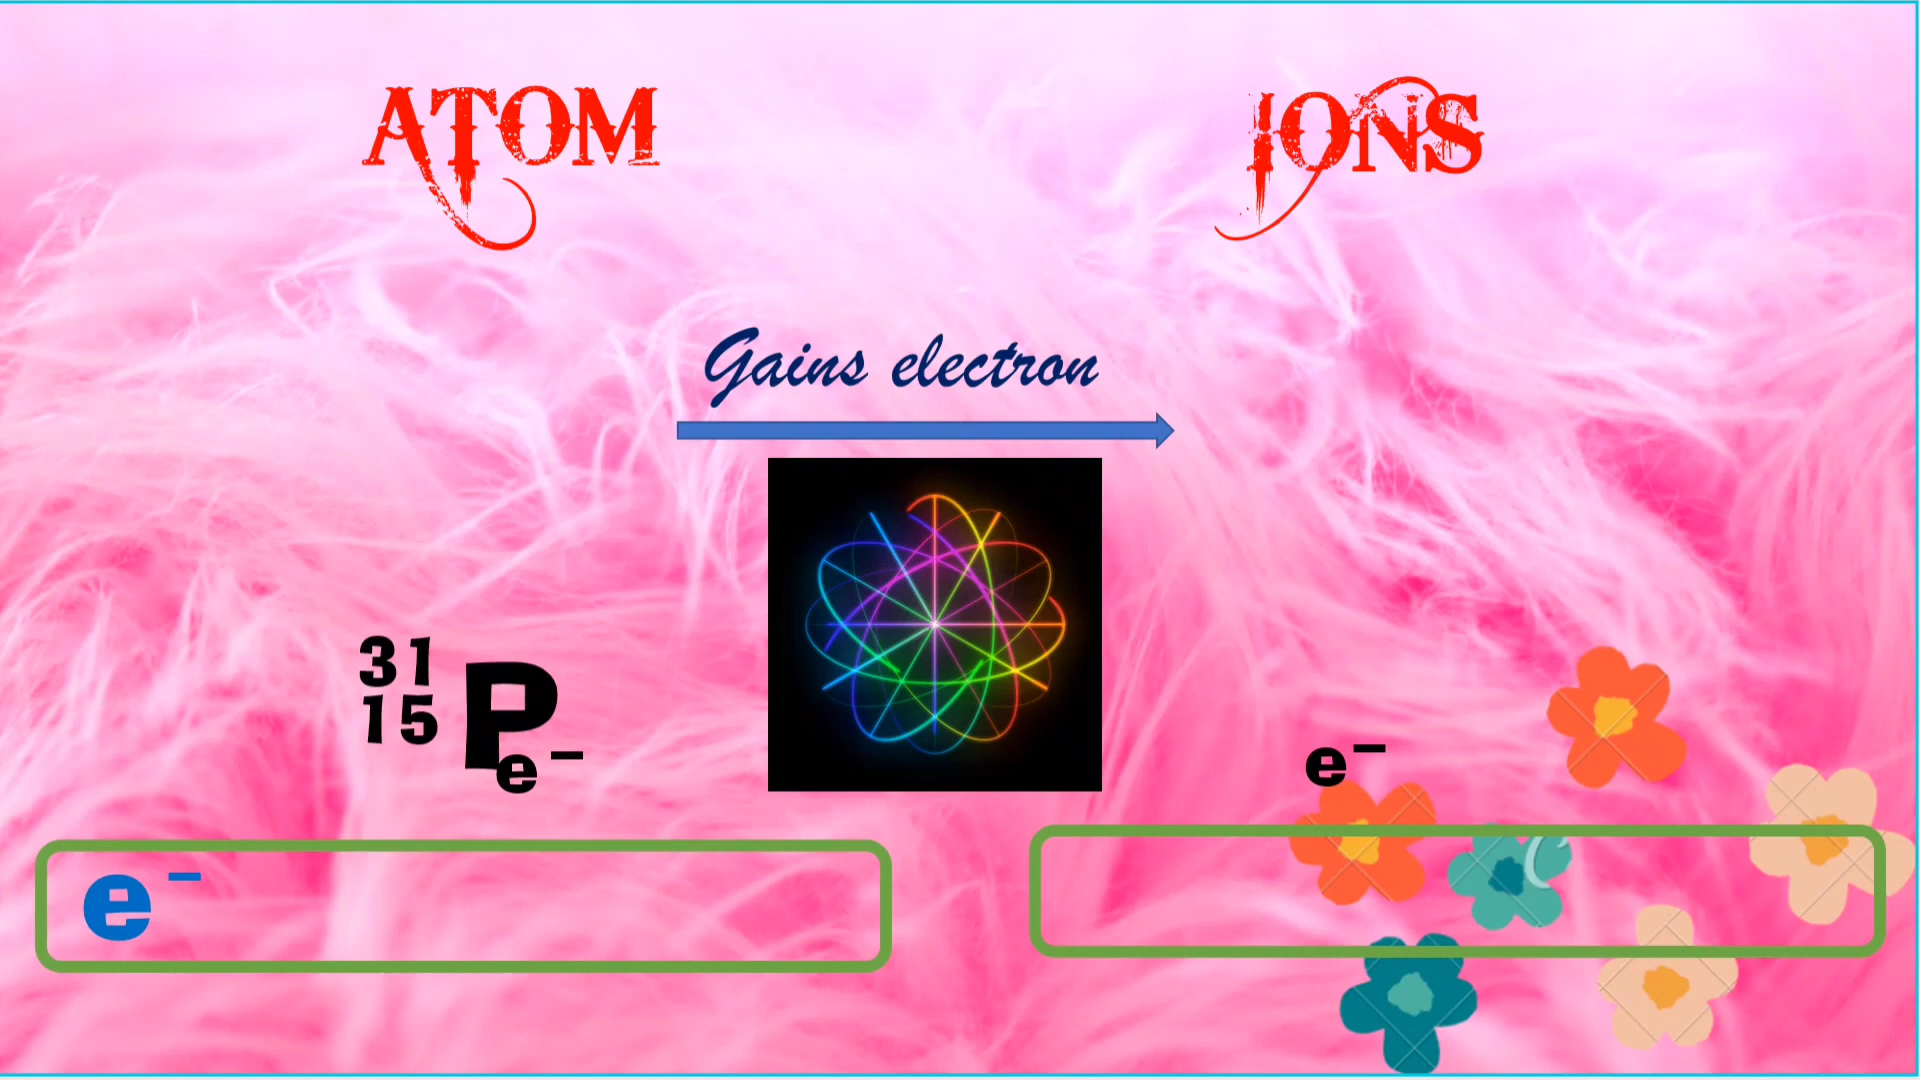 ATOM
IONS
Gains electron
31
15 P
e−
e−
e−